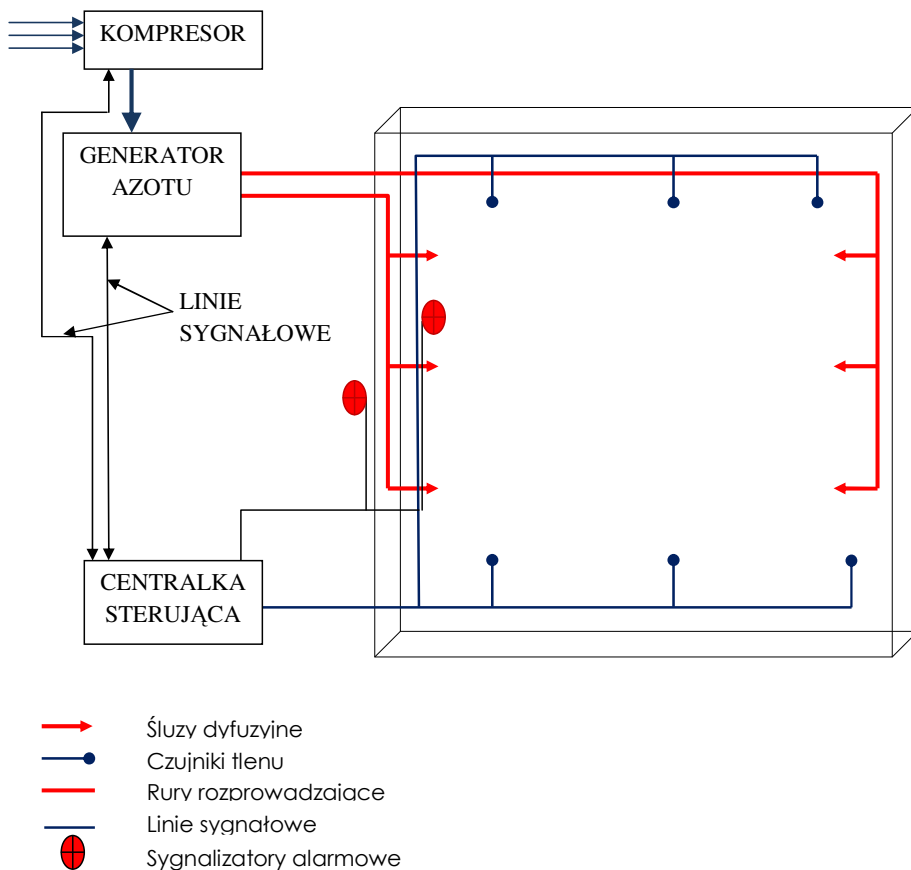 KOMPRESOR
GENERATOR
AZOTU
LINIE
SYGNAŁOWE
CENTRALKA
STERUJĄCA
Śluzy dyfuzyjne
Czujniki tlenu
Rury rozprowadzające
Linie sygnałowe
Sygnalizatory alarmowe